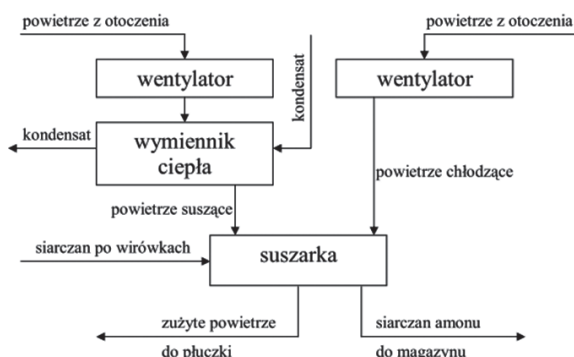 powietrze z otoczenia
powietrze z otoczenia
wentylator
wentylator
kondensat
kondensat
wymiennik
ciepła
powietrze chłodzące
powietrze suszące
siarczan po wirówkach
suszarka
zużyte powietrze
do płuczki
siarczan amonu
do magazynu